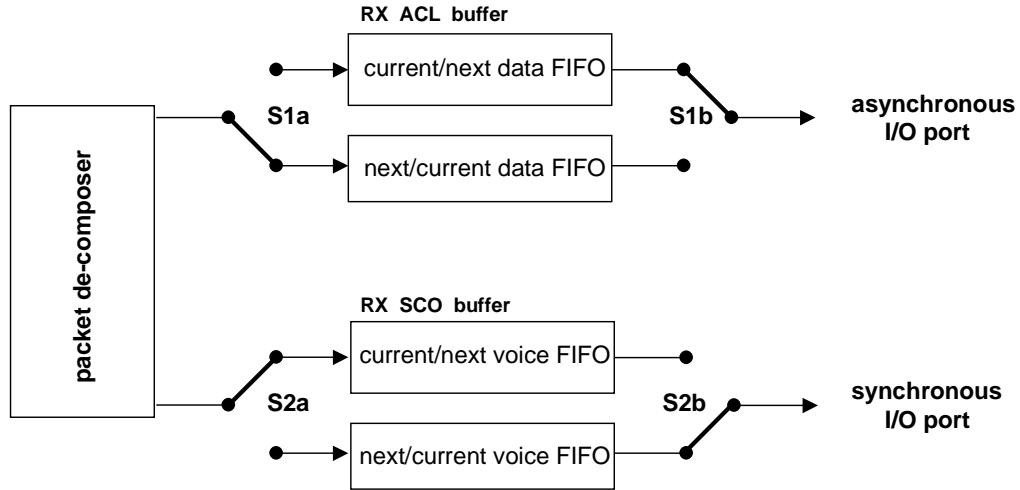 RX ACL buffer
current/next data FIFO
S1a
S1b
asynchronous
I/O port
next/current data FIFO
packet de-composer
RX SCO buffer
current/next voice FIFO
S2a
S2b
synchronous
I/O port
next/current voice FIFO